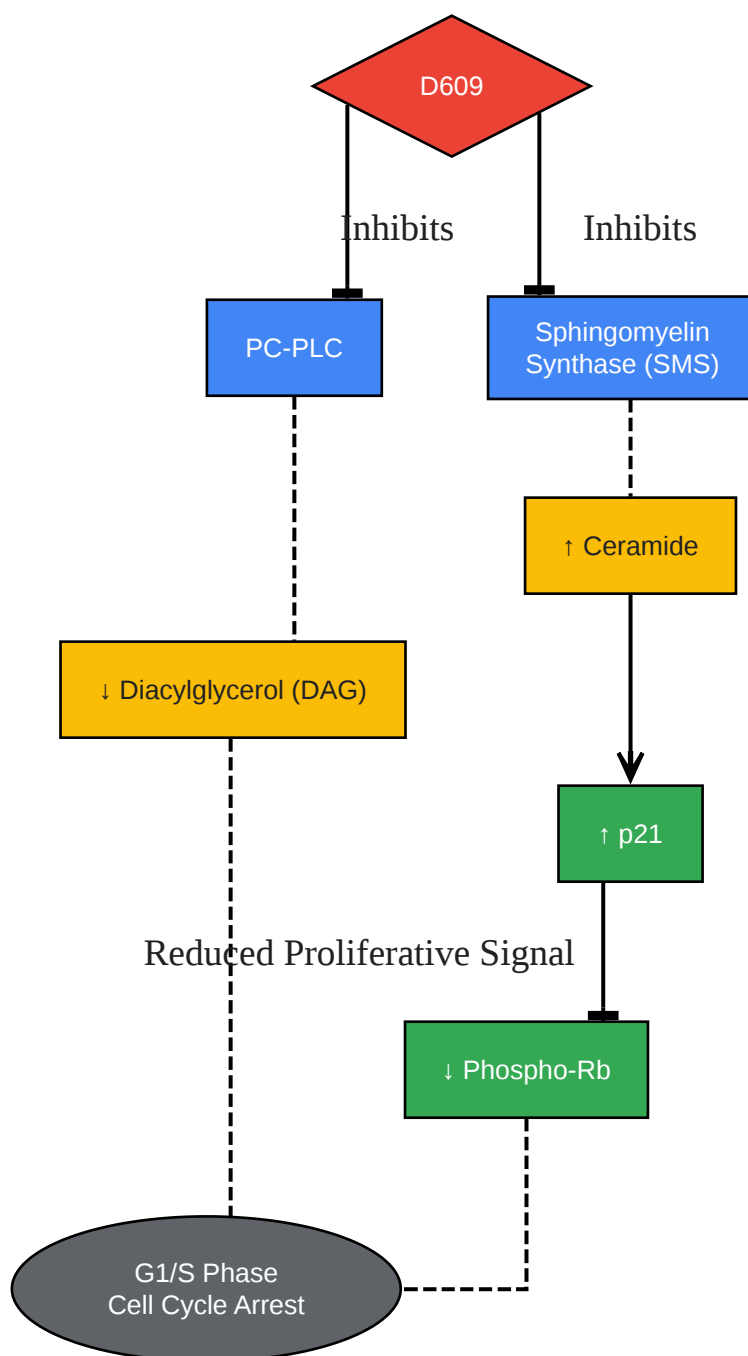 D609
Inhibits
Inhibits
PC-PLC
Sphingomyelin
Synthase (SMS)
↑ Ceramide
↓ Diacylglycerol (DAG)
↑ p21
Reduced Proliferative Signal
↓ Phospho-Rb
G1/S Phase
Cell Cycle Arrest